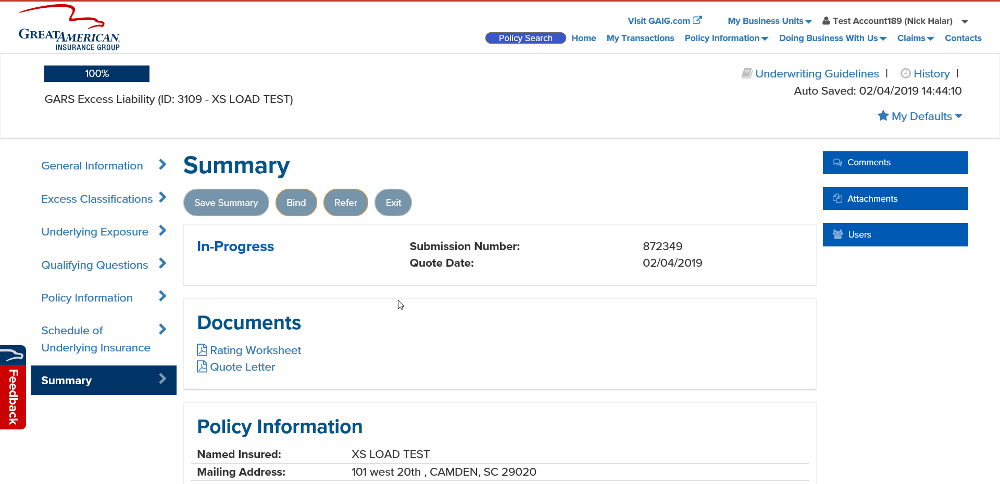 GREATAMERICAN
INSURANCE GROUP
Visit GAIG.com
My Business Units
Test Account189 (Nick Haiar)
Policy Search
Home
My Transactions
Policy Information
Doing Business With Us
Claims
Contacts
100%
GARS Excess Liability (ID: 3109 - XS LOAD TEST)
Underwriting Guidelines |
History |
Auto Saved: 02/04/2019 14:44:10
My Defaults
General Information
Excess Classifications
Underlying Exposure
Qualifying Questions
Policy Information
Schedule of
Underlying Insurance
Summary
Feedback
Summary
Save Summary
Bind
Refer
Exit
In-Progress
Submission Number: 872349
Quote Date: 02/04/2019
Documents
Rating Worksheet
Quote Letter
Policy Information
Named Insured: XS LOAD TEST
Mailing Address: 101 west 20th , CAMDEN, SC 29020
Comments
Attachments
Users